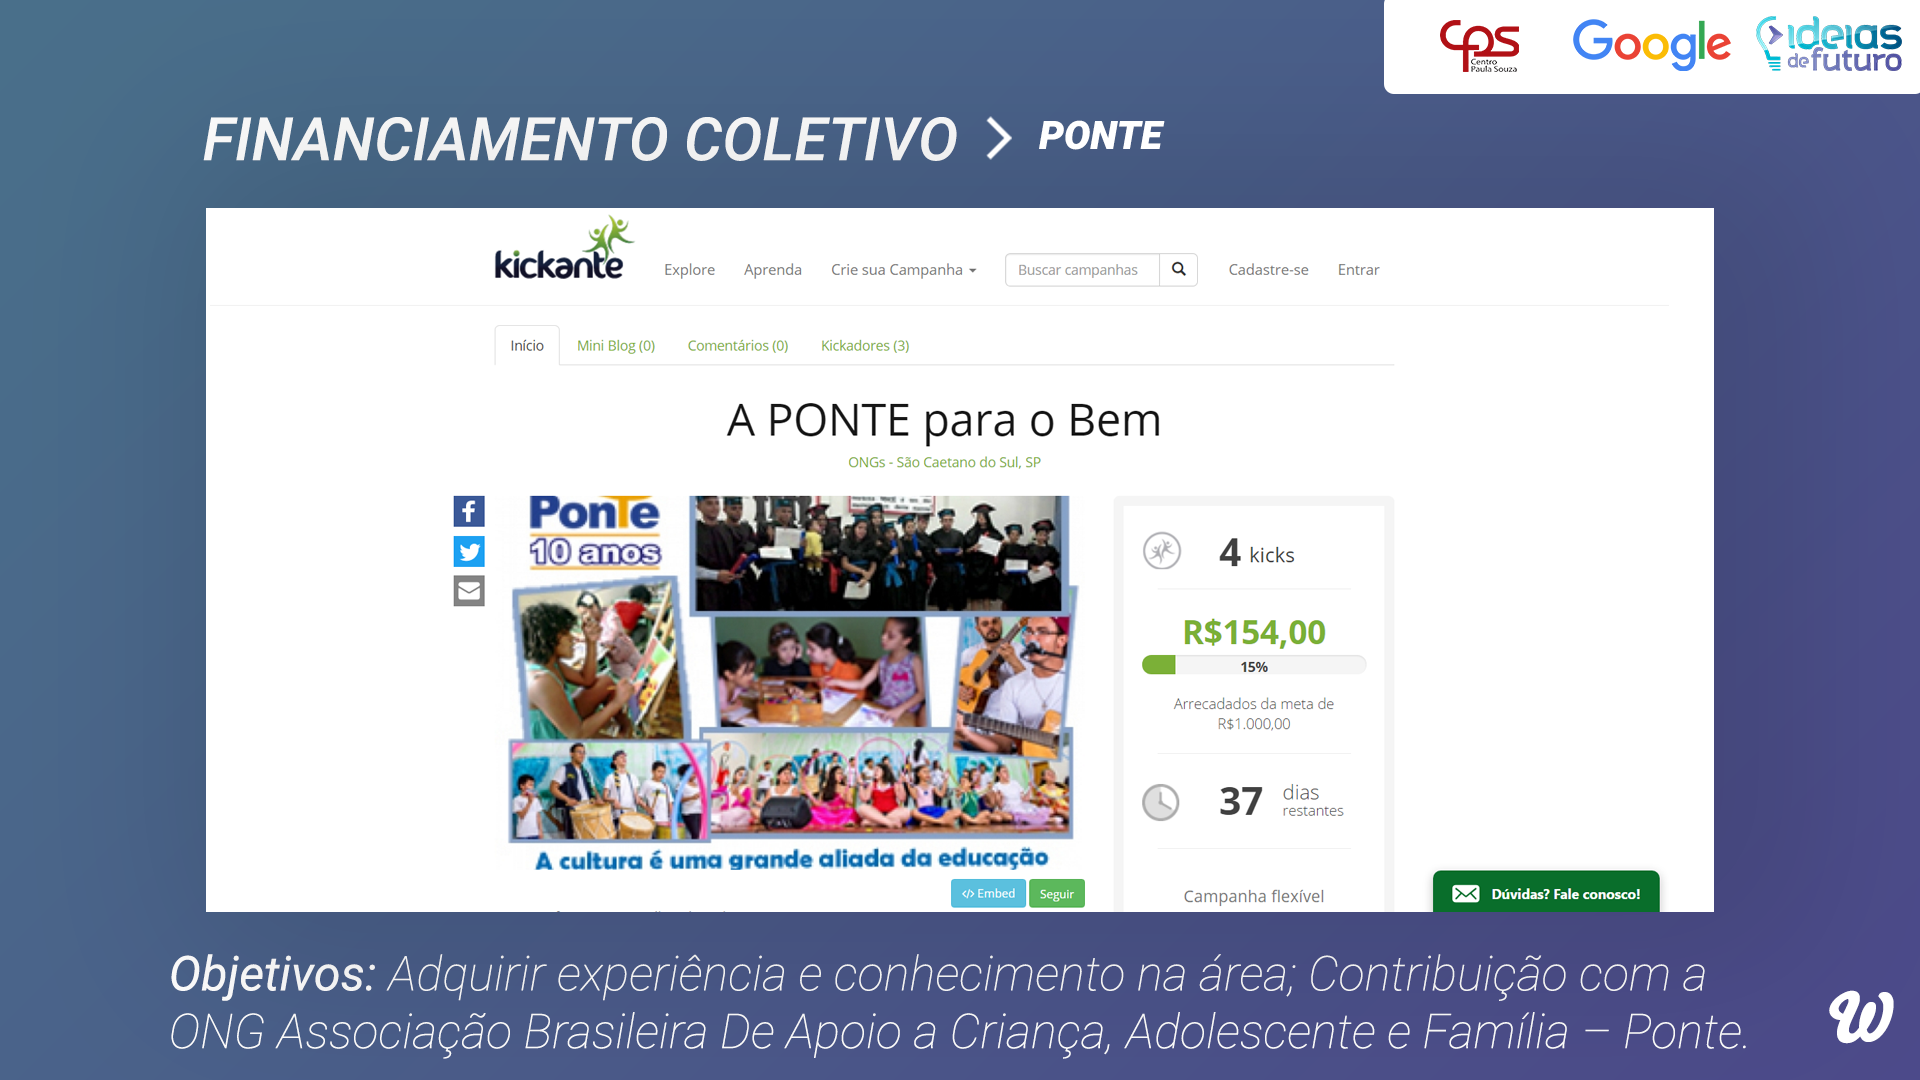 CPS
Centro
Paula Souza
Google
ideias
de futuro
FINANCIAMENTO COLETIVO > PONTE
kickante
Explore
Aprenda
Crie sua Campanha
Buscar campanhas
Cadastre-se
Entrar
Início
Mini Blog (0)
Comentários (0)
Kickadores (3)
A PONTE para o Bem
ONGs - São Caetano do Sul, SP
PonTe
10 anos
A cultura é uma grande aliada da educação
</> Embed
Seguir
4 kicks
R$154,00
15%
Arrecadados da meta de
R$1.000,00
37 dias
restantes
Campanha flexível
Dúvidas? Fale conosco!
Objetivos: Adquirir experiência e conhecimento na área; Contribuição com a
ONG Associação Brasileira De Apoio a Criança, Adolescente e Família – Ponte.
W